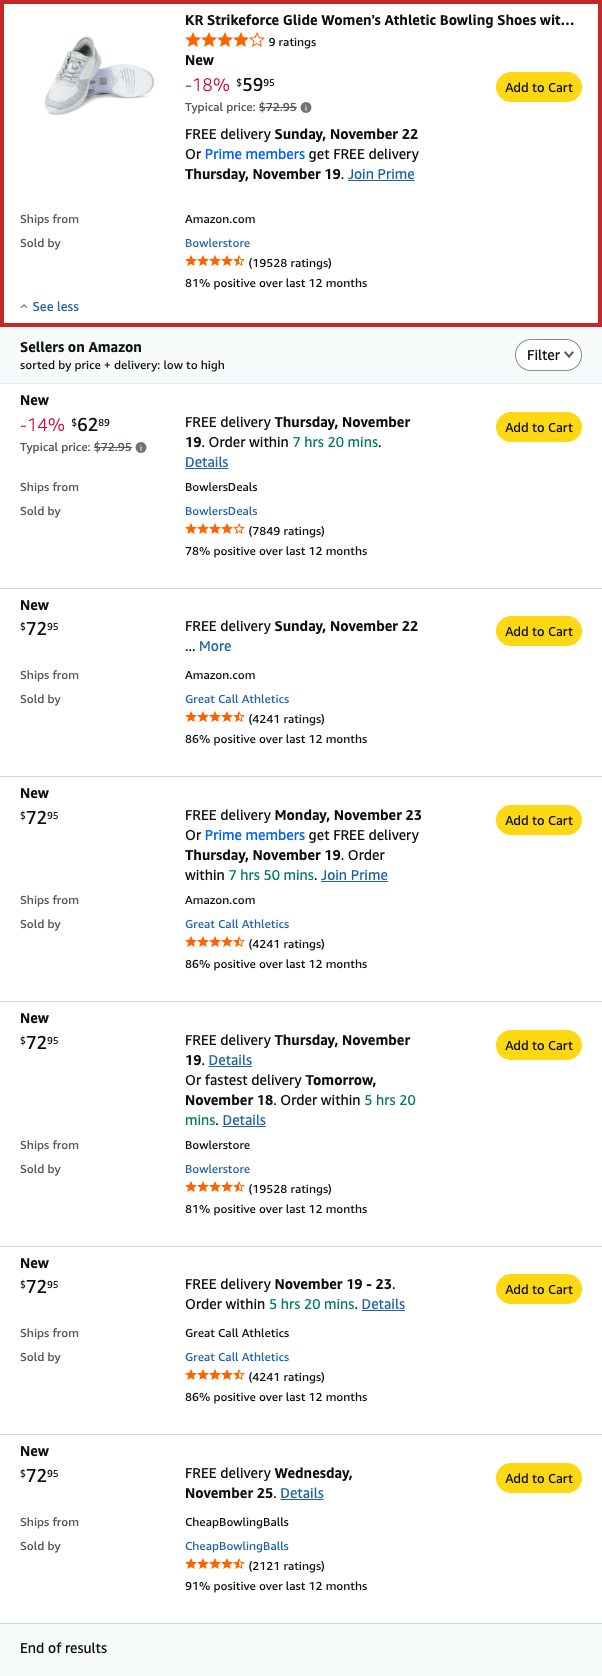 KR Strikeforce Glide Women's Athletic Bowling Shoes wit...
9 ratings
New
-18% $59.95
Typical price: $72.95
Add to Cart
FREE delivery Sunday, November 22
Or Prime members get FREE delivery
Thursday, November 19. Join Prime
Ships from Amazon.com
Sold by Bowlerstore
(19528 ratings)
81% positive over last 12 months
See less
Sellers on Amazon
sorted by price + delivery: low to high
Filter
New
-14% $62.89
Typical price: $72.95
FREE delivery Thursday, November
19. Order within 7 hrs 20 mins.
Details
Add to Cart
Ships from BowlersDeals
Sold by BowlersDeals
(7849 ratings)
78% positive over last 12 months
New
$72.95
FREE delivery Sunday, November 22
... More
Add to Cart
Ships from Amazon.com
Sold by Great Call Athletics
(4241 ratings)
86% positive over last 12 months
New
$72.95
FREE delivery Monday, November 23
Or Prime members get FREE delivery
Thursday, November 19. Order
within 7 hrs 50 mins. Join Prime
Add to Cart
Ships from Amazon.com
Sold by Great Call Athletics
(4241 ratings)
86% positive over last 12 months
New
$72.95
FREE delivery Thursday, November
19. Details
Or fastest delivery Tomorrow,
November 18. Order within 5 hrs 20
mins. Details
Add to Cart
Ships from Bowlerstore
Sold by Bowlerstore
(19528 ratings)
81% positive over last 12 months
New
$72.95
FREE delivery November 19 - 23.
Order within 5 hrs 20 mins. Details
Add to Cart
Ships from Great Call Athletics
Sold by Great Call Athletics
(4241 ratings)
86% positive over last 12 months
New
$72.95
FREE delivery Wednesday,
November 25. Details
Add to Cart
Ships from CheapBowlingBalls
Sold by CheapBowlingBalls
(2121 ratings)
91% positive over last 12 months
End of results